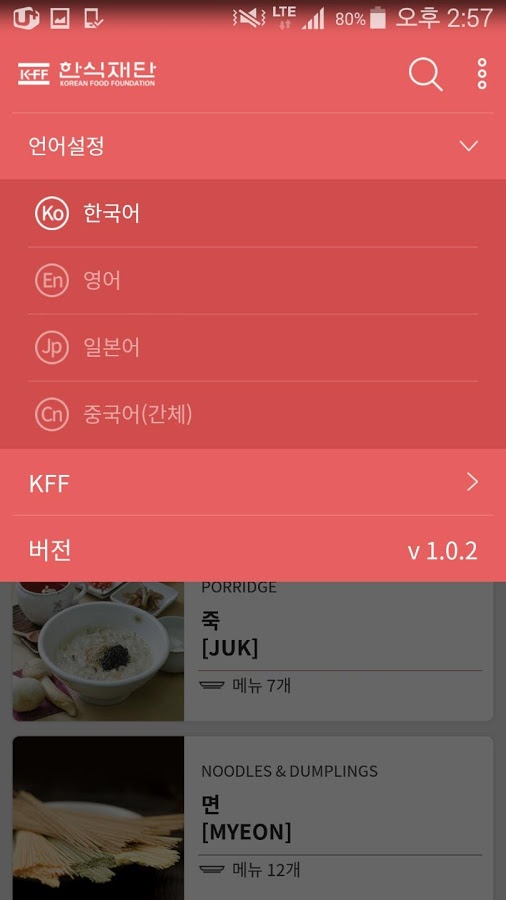 LTE 80% 오후 2:57
K·FF 한식재단
KOREAN FOOD FOUNDATION
언어설정
Ko 한국어
En 영어
Jp 일본어
Cn 중국어(간체)
KFF
버전 v 1.0.2
PORRIDGE
죽
[JUK]
메뉴 7개
NOODLES & DUMPLINGS
면
[MYEON]
메뉴 12개